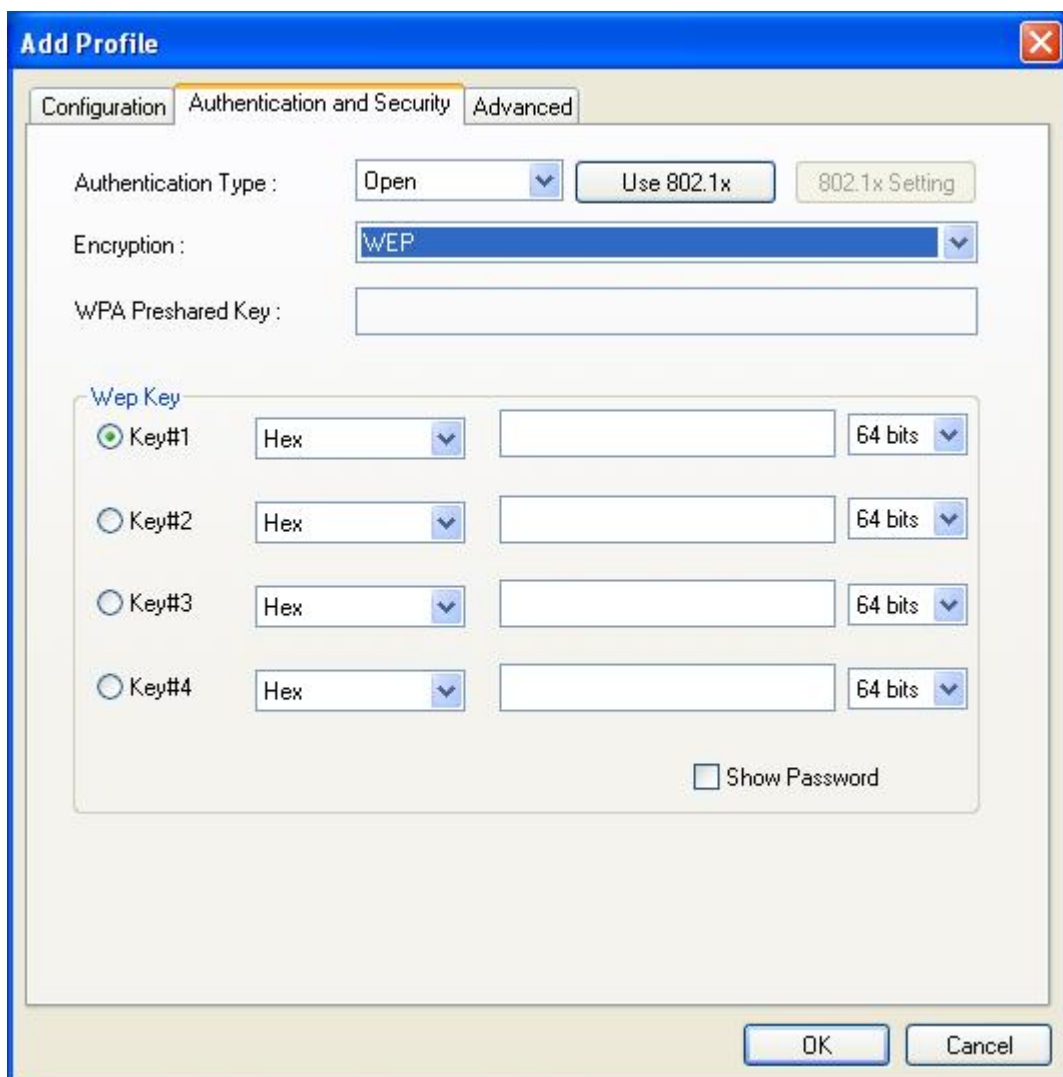 Add Profile
Configuration Authentication and Security Advanced
Authentication Type : Open Use 802.1x 802.1x Setting
Encryption : WEP
WPA Preshared Key :
Wep Key
Key#1 Hex 64 bits
Key#2 Hex 64 bits
Key#3 Hex 64 bits
Key#4 Hex 64 bits
Show Password
OK Cancel